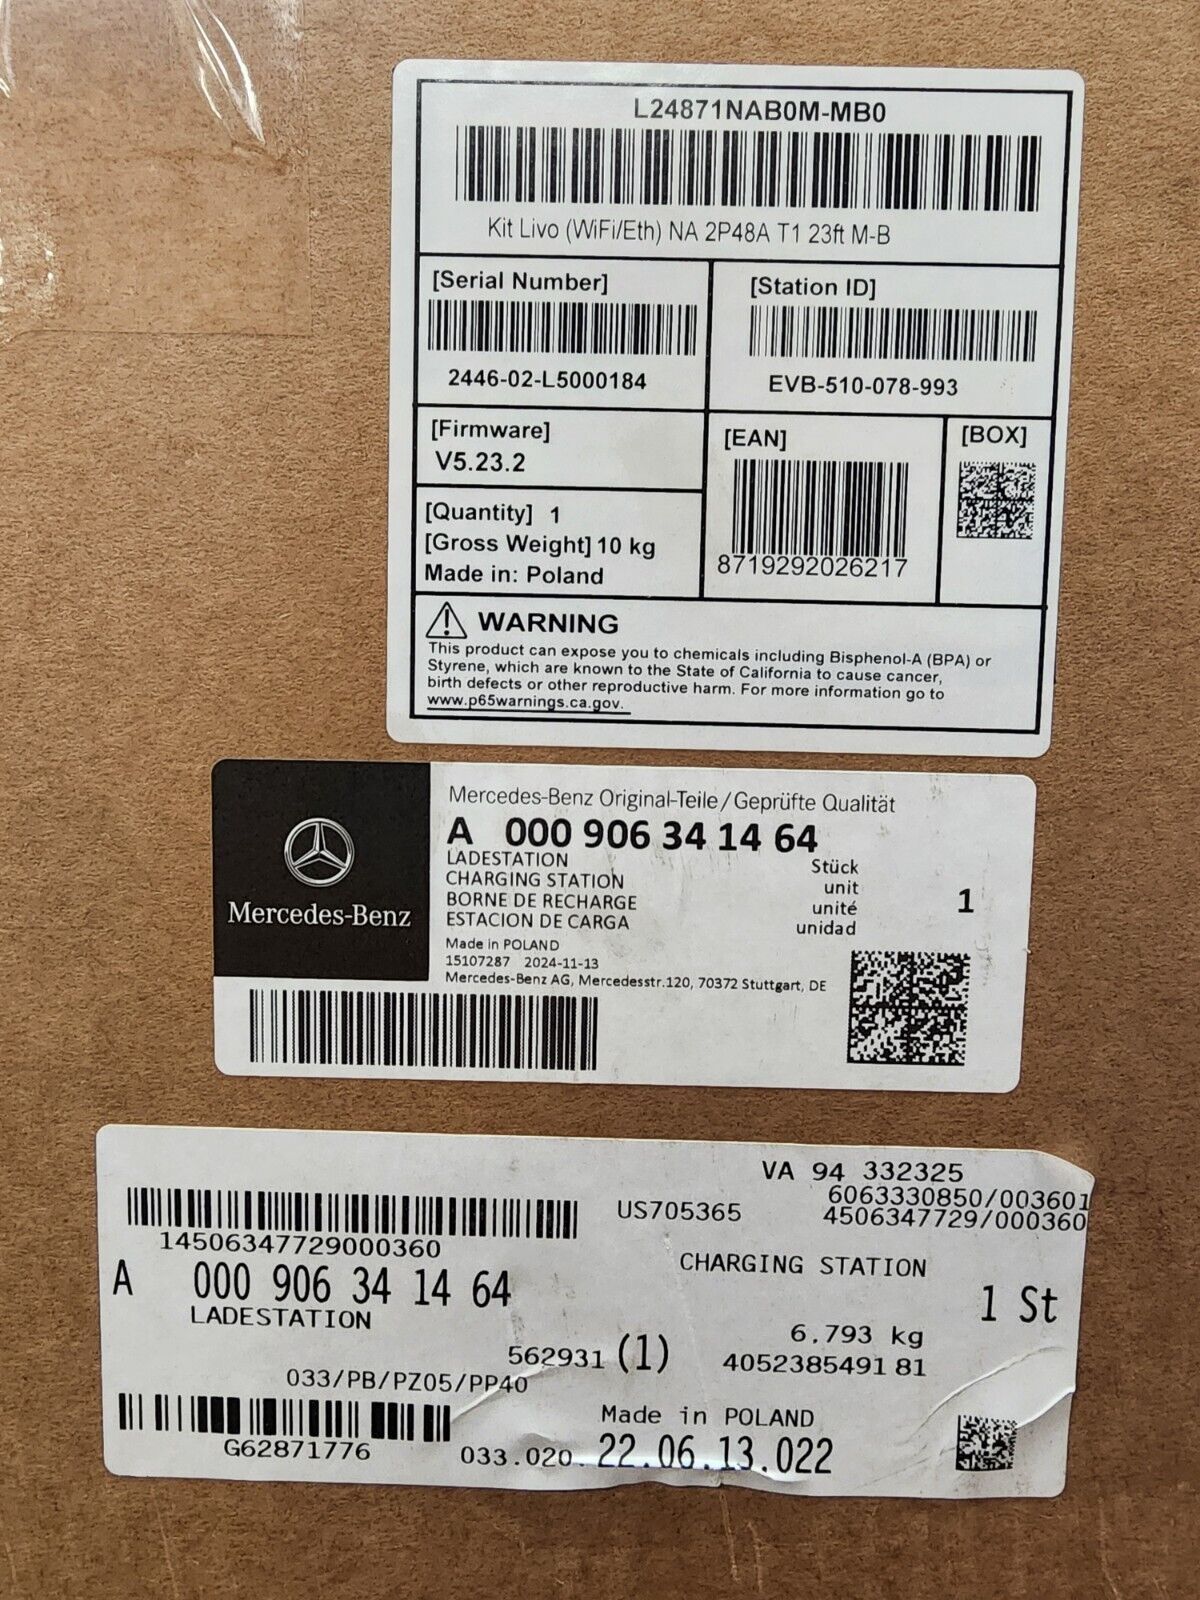 L24871NAB0M-MB0
Kit Livo (WiFi/Eth) NA 2P48A T1 23ft M-B
[Serial Number]
2446-02-L5000184
[Station ID]
EVB-510-078-993
[Firmware]
V5.23.2
[Quantity] 1
[Gross Weight] 10 kg
Made in: Poland
[EAN]
8719292026217
[BOX]
WARNING
This product can expose you to chemicals including Bisphenol-A (BPA) or
Styrene, which are known to the State of California to cause cancer,
birth defects or other reproductive harm. For more information go to
www.p65warnings.ca.gov.
Mercedes-Benz
Mercedes-Benz Original-Teile/Geprüfte Qualität
A 000 906 34 14 64
LADESTATION
CHARGING STATION
BORNE DE RECHARGE
ESTACION DE CARGA
Stück
unit
unité
unidad
1
Made in POLAND
15107287 2024-11-13
Mercedes-Benz AG, Mercedesstr.120, 70372 Stuttgart, DE
VA 94 332325
6063330850/003601
US705365
4506347729/000360
14506347729000360
A 000 906 34 14 64
LADESTATION
CHARGING STATION
1 St
6,793 kg
562931 (1)
4052385491 81
033/PB/PZ05/PP40
Made in POLAND
G62871776
033.020. 22.06.13.022